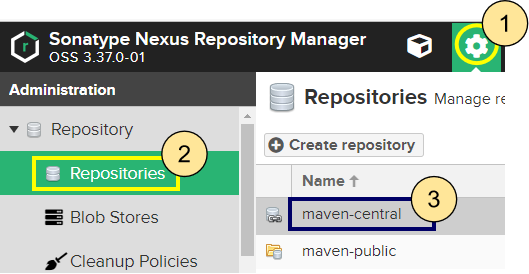 1
Sonatype Nexus Repository Manager
OSS 3.37.0-01
Administration
Repositories Manage re
Repository
2
Create repository
Repositories
Name
3
Blob Stores
maven-central
Cleanup Policies
maven-public